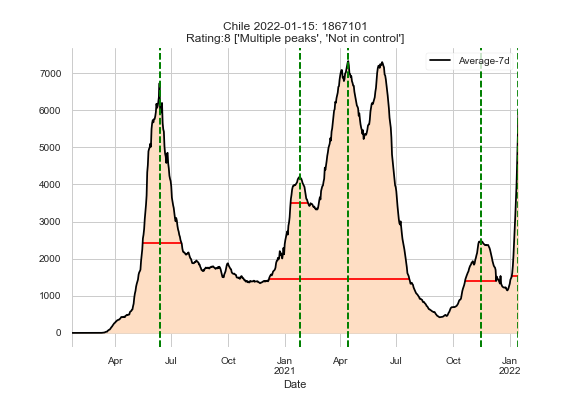 Chile 2022-01-15: 1867101
Rating:8 ['Multiple peaks', 'Not in control']
Average-7d
7000
6000
5000
4000
3000
2000
1000
0
Apr Jul Oct Jan Apr Jul Oct Jan
2021 2022
Date